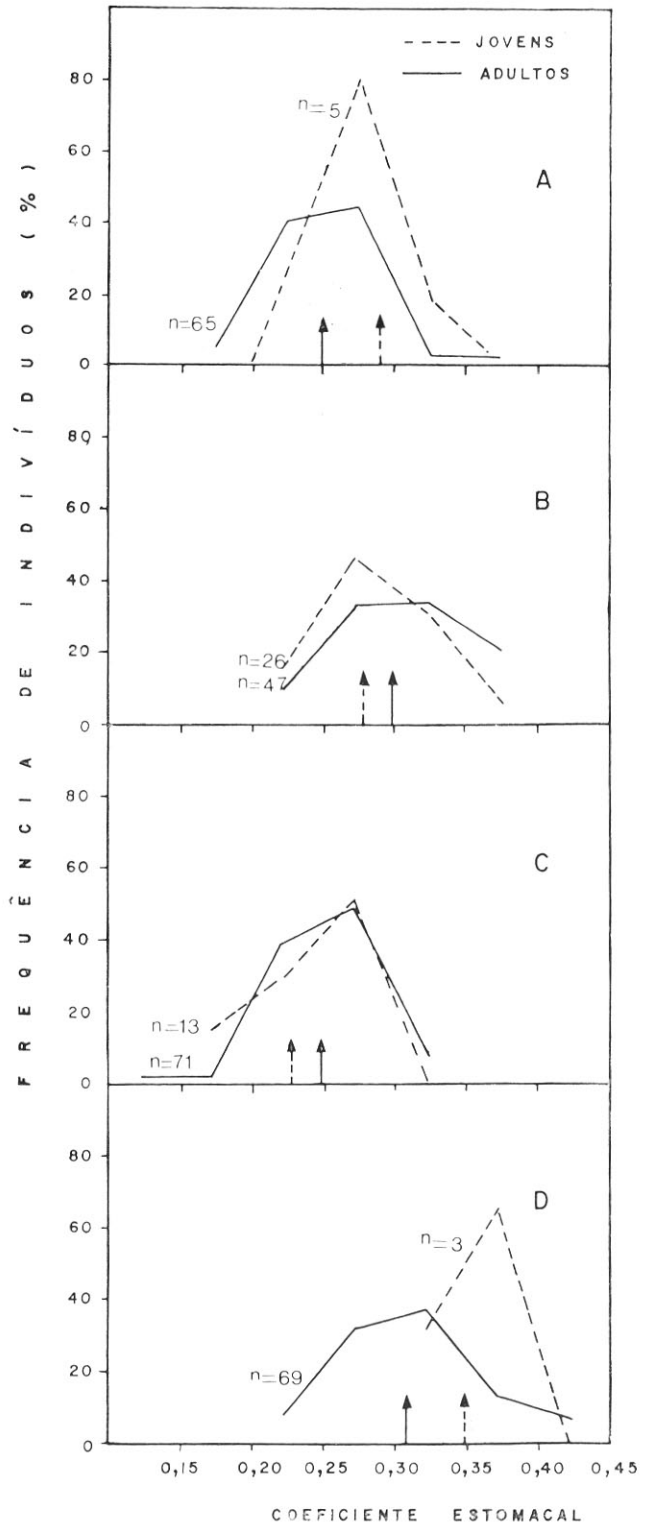 JOVENS
ADULTOS
FREQUÊNCIA DE INDIVÍDUOS (%)
80
60
40
20
0
n=5
n=65
A
80
60
40
20
0
n=26
n=47
B
80
60
40
20
0
n=13
n=71
C
80
60
40
20
0
n=3
n=69
D
0,15 0,20 0,25 0,30 0,35 0,40 0,45
COEFICIENTE ESTOMACAL